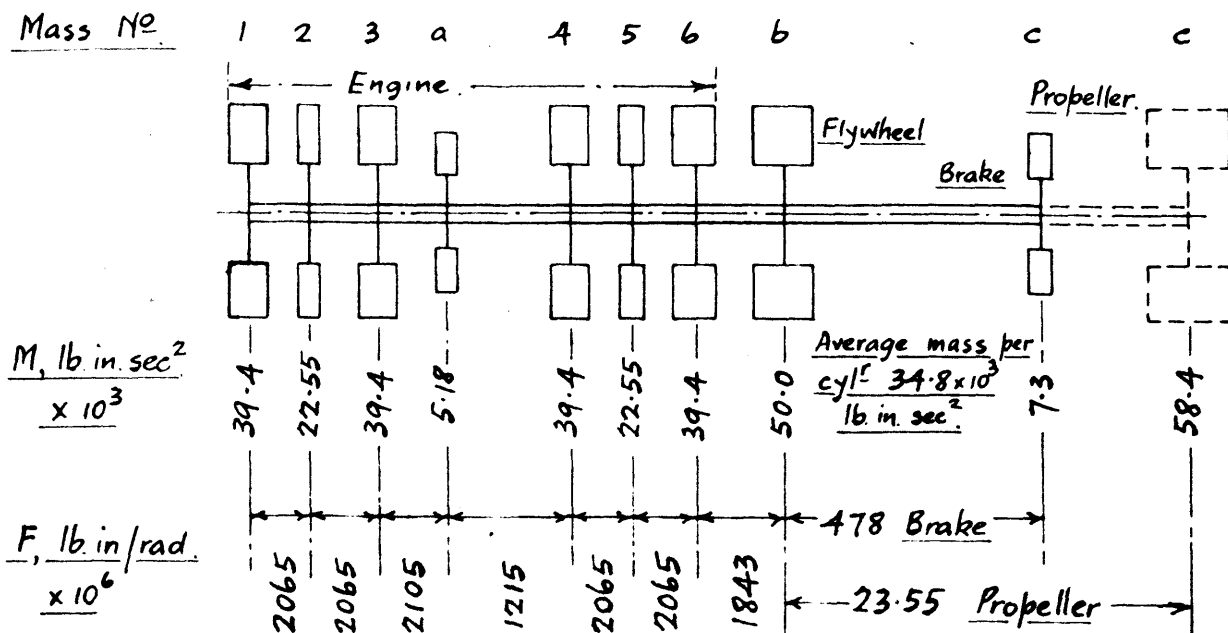 Mass Nº 1 2 3 a 4 5 6 b c c
Engine.
Propeller.
Flywheel
Brake
M, lb. in. sec²
x 10³
39.4 22.55 39.4 5.18 39.4 22.55 39.4 50.0 7.3 58.4
Average mass per
cylr 34.8x10³
lb. in. sec².
F, lb. in/rad.
x 10⁶
2065 2065 2105 1215 2065 2065 1843
478 Brake
23.55 Propeller